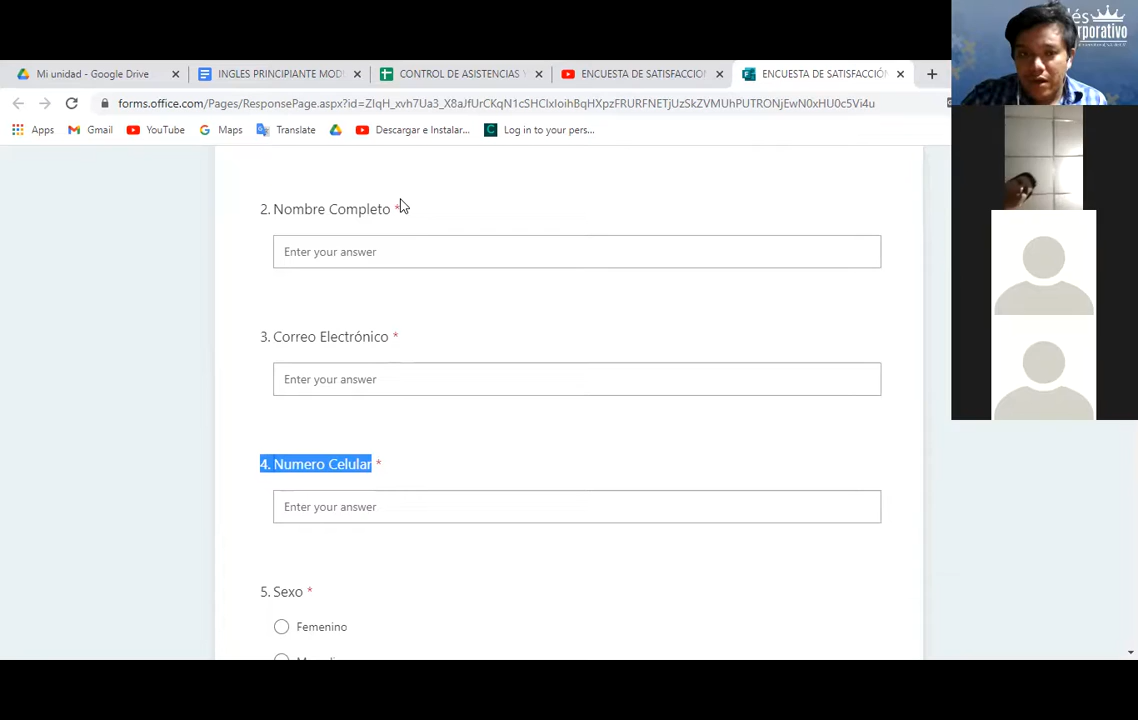 Mi unidad - Google Drive
INGLES PRINCIPIANTE MOD
CONTROL DE ASISTENCIAS Y
ENCUESTA DE SATISFACCION
ENCUESTA DE SATISFACCIÓN
forms.office.com/Pages/ResponsePage.aspx?id=ZIqH_xvh7Ua3_X8aJfUrCKqN1cSHClxIoihBqHXpzFRURFNETjUzSkZVMUhPUTRONjEwN0xHU0c5Vi4u
Apps
Gmail
YouTube
Maps
Translate
Descargar e Instalar...
Log in to your pers...
2. Nombre Completo *
Enter your answer
3. Correo Electrónico *
Enter your answer
4. Numero Celular *
Enter your answer
5. Sexo *
Femenino